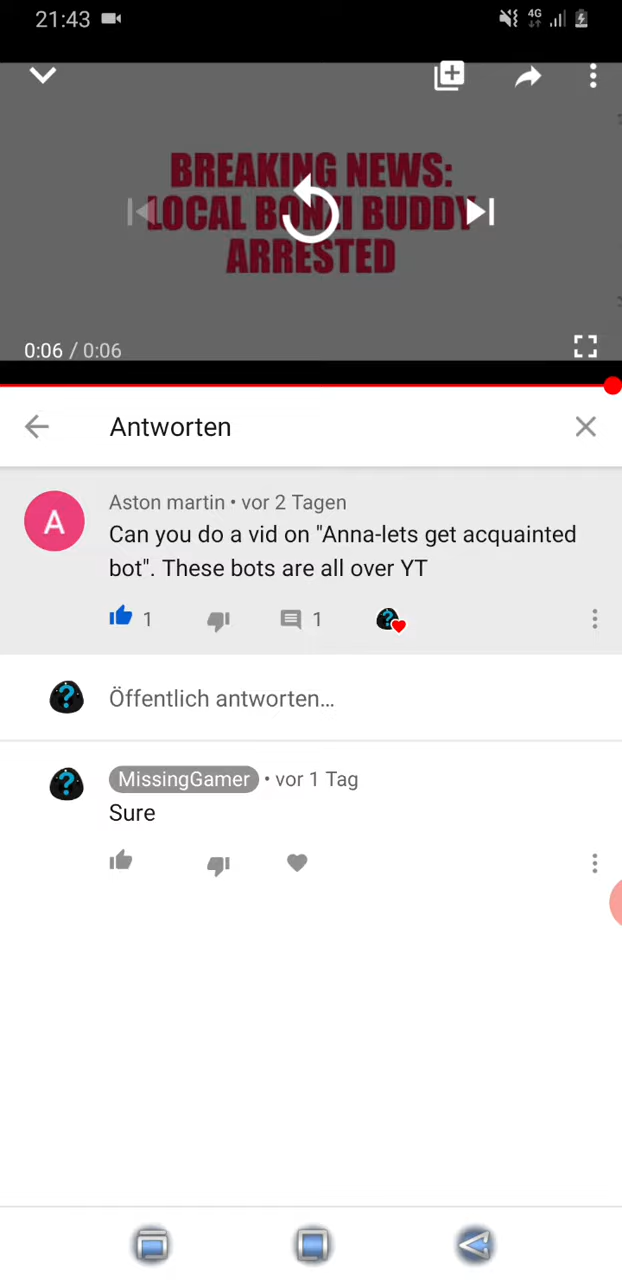 21:43
4G
BREAKING NEWS:
LOCAL BONZI BUDDY
ARRESTED
0:06 / 0:06
Antworten
A
Aston martin • vor 2 Tagen
Can you do a vid on "Anna-lets get acquainted
bot". These bots are all over YT
1
1
?
Öffentlich antworten...
?
MissingGamer • vor 1 Tag
?
Sure